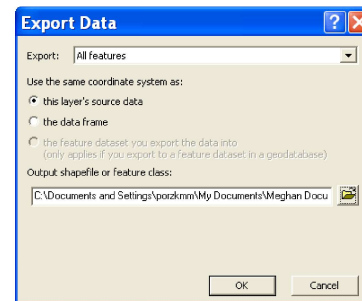 Export Data
Export: All features
Use the same coordinate system as:
this layer's source data
the data frame
the feature dataset you export the data into
(only applies if you export to a feature dataset in a geodatabase)
Output shapefile or feature class:
C:\Documents and Settings\porzkmm\My Documents\Meghan Docu
OK Cancel